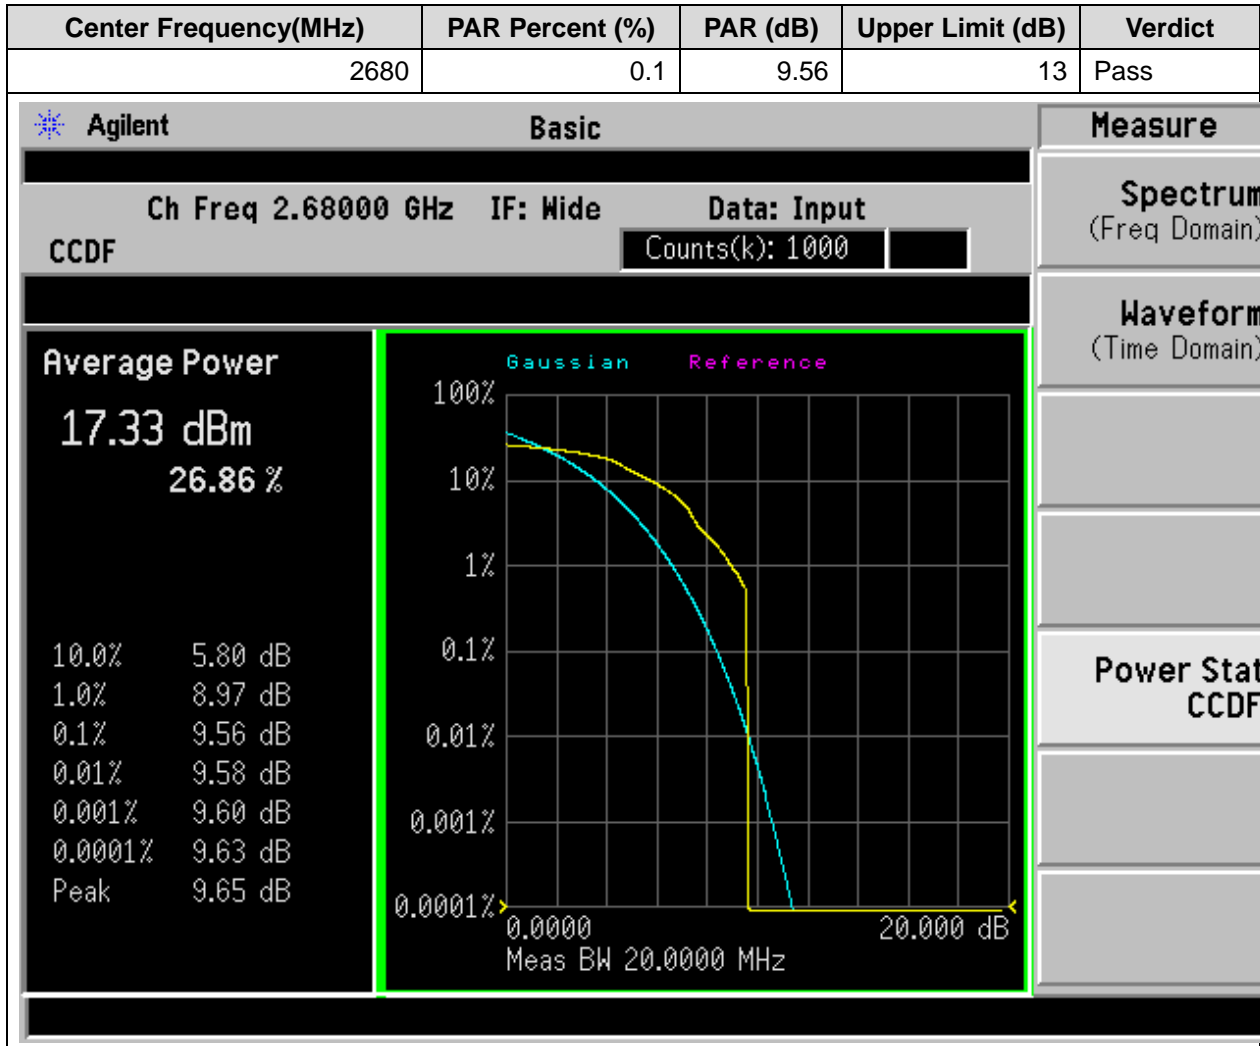 Center Frequency(MHz) PAR Percent (%) PAR (dB) Upper Limit (dB) Verdict
2680 0.1 9.56 13 Pass
Agilent Basic Measure
Ch Freq 2.68000 GHz IF: Wide Data: Input
CCDF Counts(k): 1000
Spectrum
(Freq Domain)
Waveform
(Time Domain)
Power Stat
CCDF
Average Power
17.33 dBm
26.86 %
10.0% 5.80 dB
1.0% 8.97 dB
0.1% 9.56 dB
0.01% 9.58 dB
0.001% 9.60 dB
0.0001% 9.63 dB
Peak 9.65 dB
Gaussian Reference
100%
10%
1%
0.1%
0.01%
0.001%
0.0001%
0.0000 20.000 dB
Meas BW 20.0000 MHz